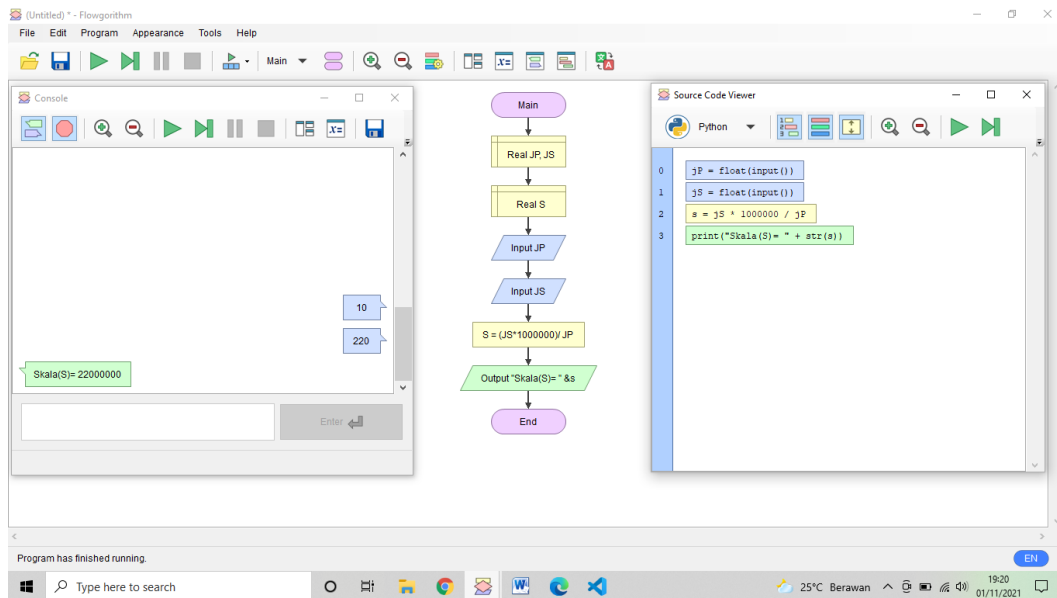 (Untitled) * - Flowgorithm
File Edit Program Appearance Tools Help
Main
Console
10
220
Skala(S)= 22000000
Enter
Main
Real JP, JS
Real S
Input JP
Input JS
S = (JS*1000000)/ JP
Output "Skala(S)= " &s
End
Source Code Viewer
Python
0 jP = float(input())
1 jS = float(input())
2 s = jS * 1000000 / jP
3 print("Skala(S)= " + str(s))
Program has finished running.
EN
Type here to search
25°C Berawan
19:20
01/11/2021